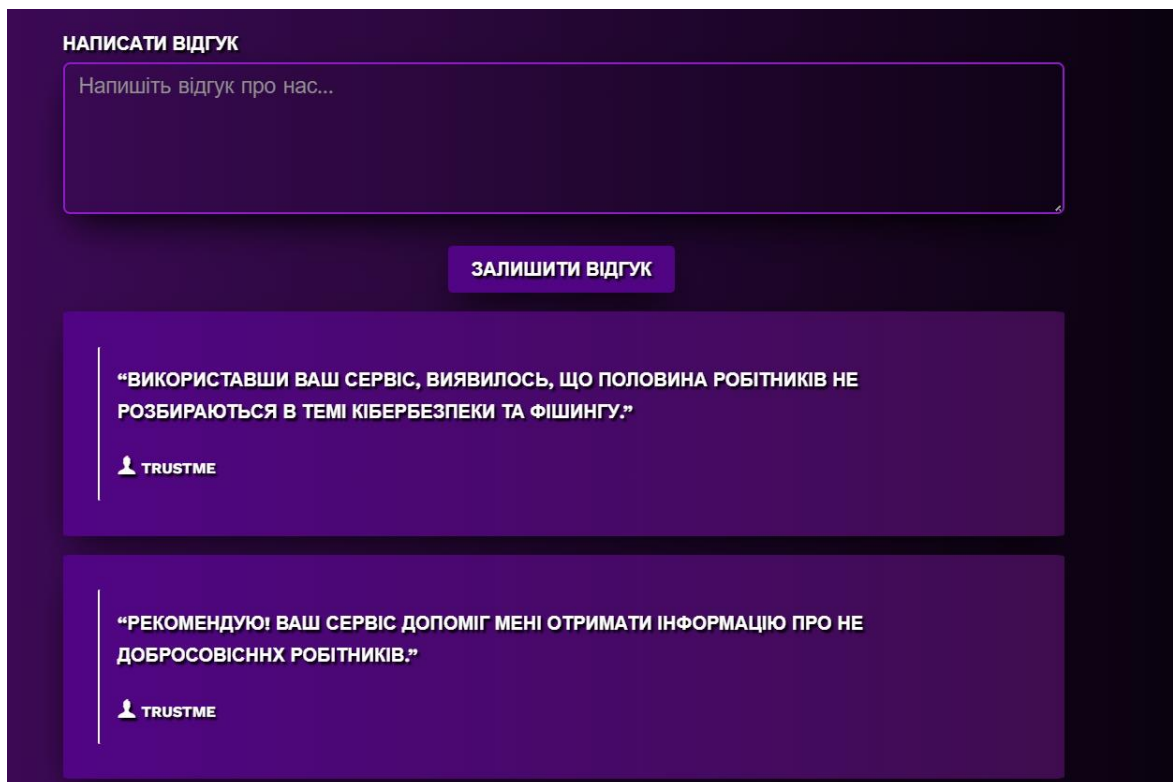 НАПИСАТИ ВІДГУК
Напишіть відгук про нас...
ЗАЛИШИТИ ВІДГУК
“ВИКОРИСТАВШИ ВАШ СЕРВІС, ВИЯВИЛОСЬ, ЩО ПОЛОВИНА РОБІТНИКІВ НЕ
РОЗБИРАЮТЬСЯ В ТЕМІ КІБЕРБЕЗПЕКИ ТА ФІШИНГУ.”
TRUSTME
“РЕКОМЕНДУЮ! ВАШ СЕРВІС ДОПОМІГ МЕНІ ОТРИМАТИ ІНФОРМАЦІЮ ПРО НЕ
ДОБРОСОВІСННХ РОБІТНИКІВ.”
TRUSTME